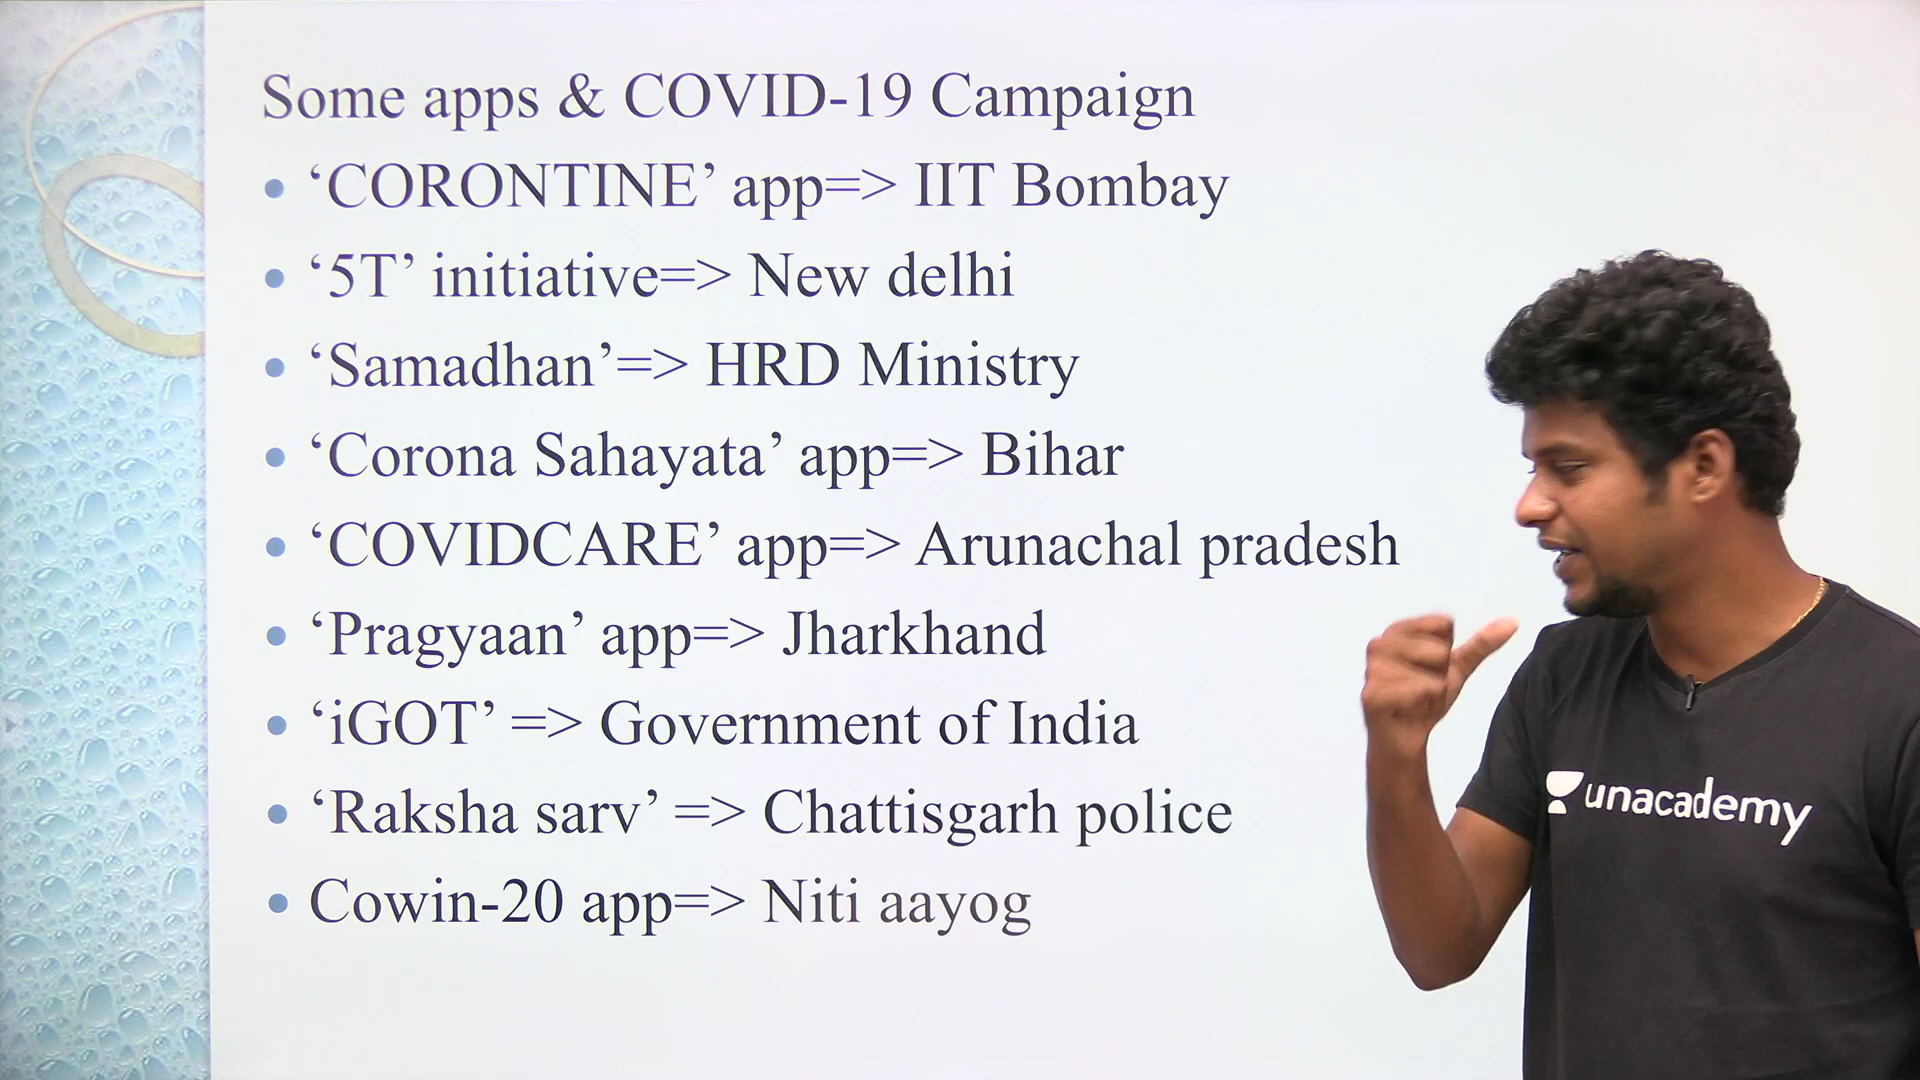 Some apps & COVID-19 Campaign
• ‘CORONTINE’ app=> IIT Bombay
• ‘5T’ initiative=> New delhi
• ‘Samadhan’=> HRD Ministry
• ‘Corona Sahayata’ app=> Bihar
• ‘COVIDCARE’ app=> Arunachal pradesh
• ‘Pragyaan’ app=> Jharkhand
• ‘iGOT’ => Government of India
• ‘Raksha sarv’ => Chattisgarh police
• Cowin-20 app=> Niti aayog
unacademy